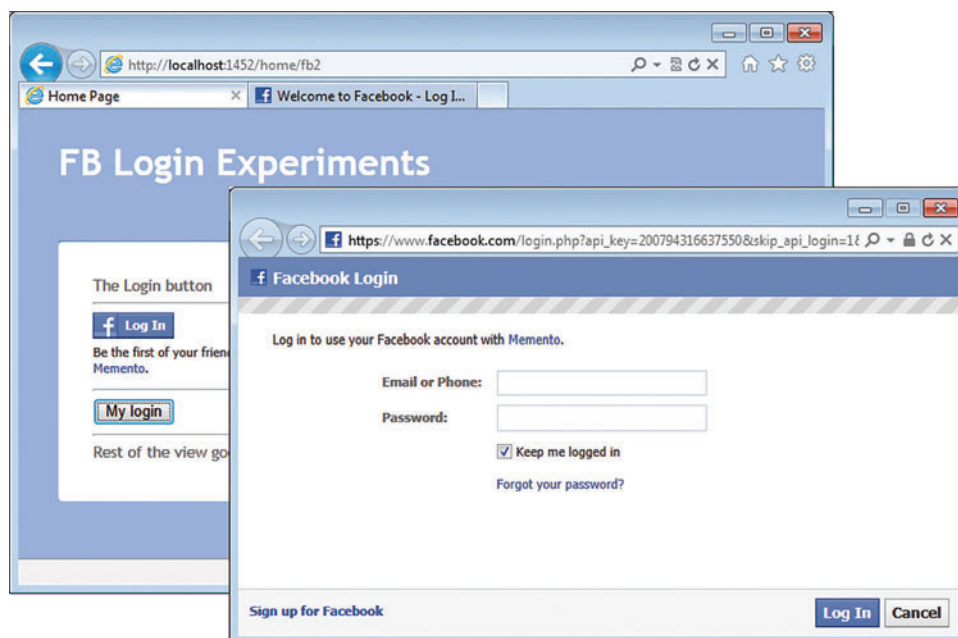 http://localhost:1452/home/fb2
Home Page
Welcome to Facebook - Log I...
FB Login Experiments
The Login button
f Log In
Be the first of your frien
Memento.
My login
Rest of the view go
https://www.facebook.com/login.php?api_key=200794316637550&skip_api_login=1&
Facebook Login
Log in to use your Facebook account with Memento.
Email or Phone:
Password:
Keep me logged in
Forgot your password?
Sign up for Facebook
Log In
Cancel